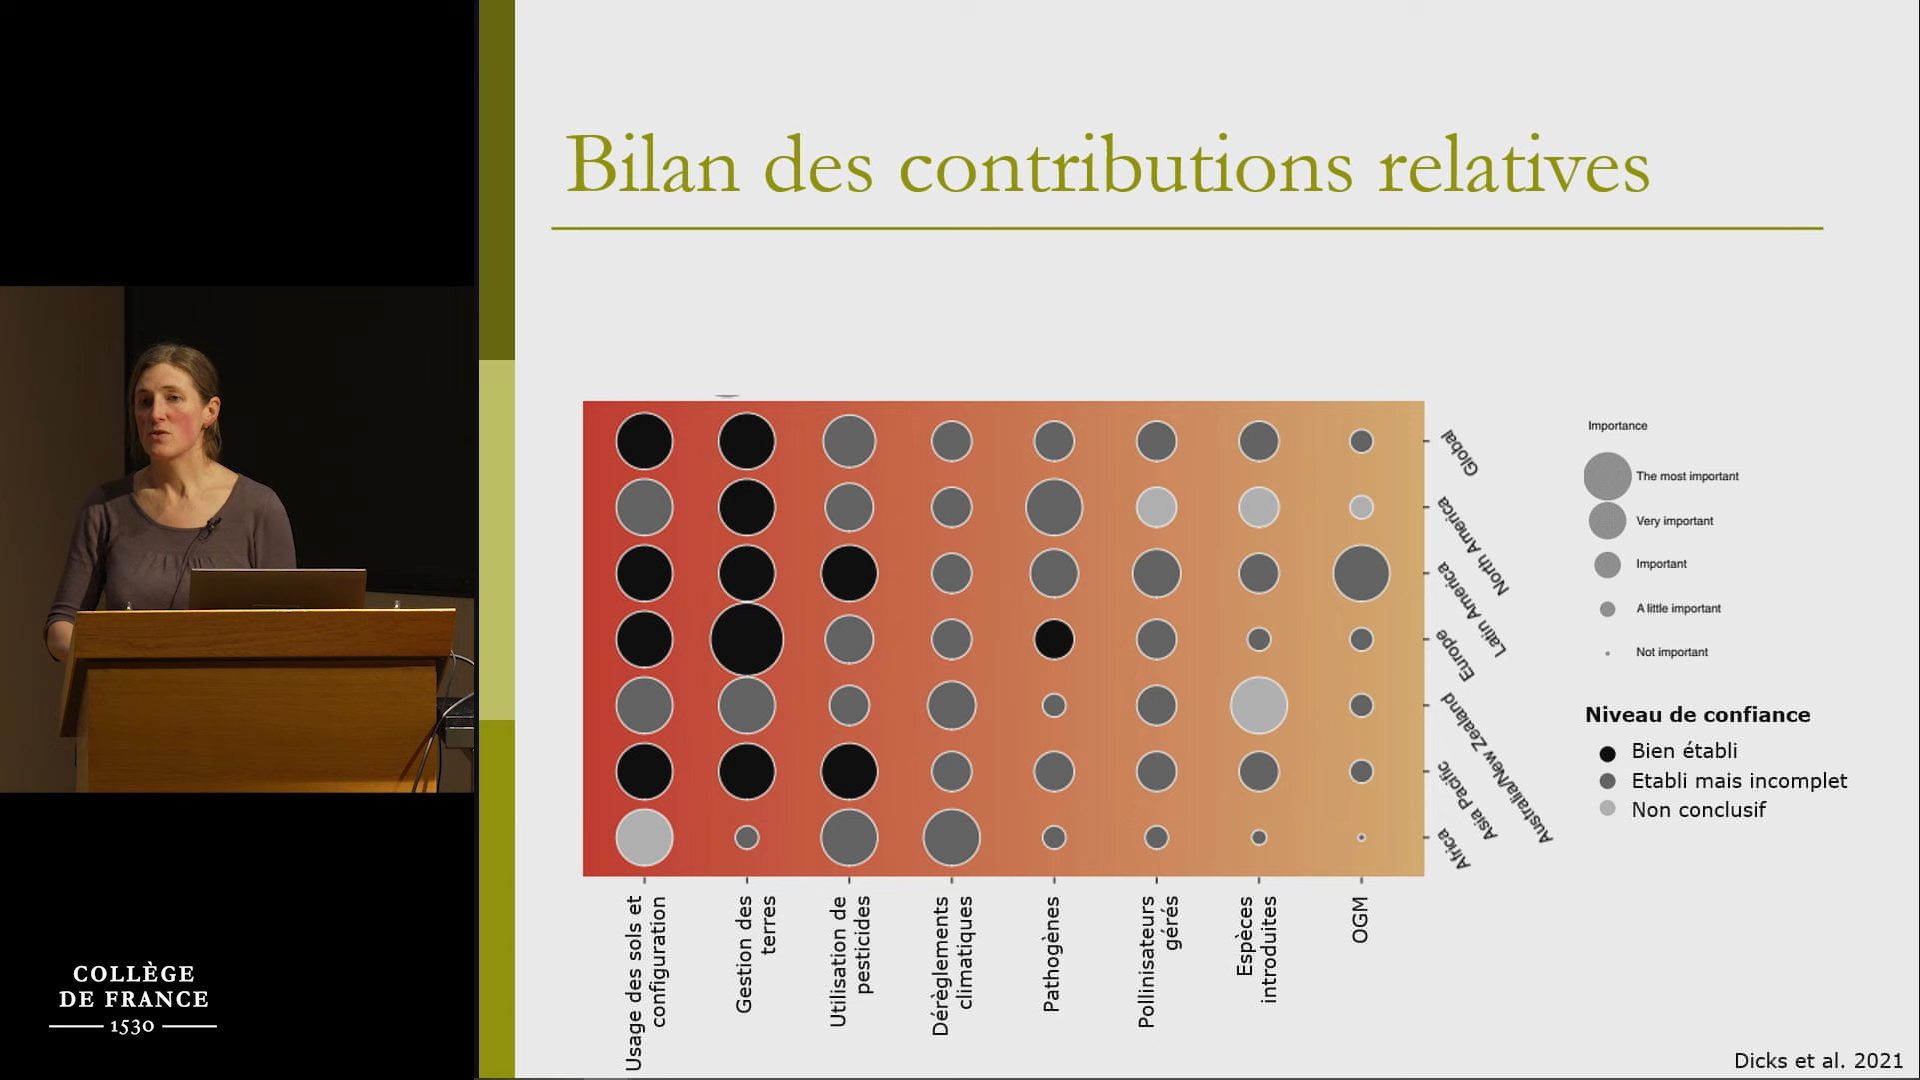 Bilan des contributions relatives
Global
North America
Latin America
Europe
Australia/New Zealand
Asia Pacific
Africa
Importance
The most important
Very important
Important
A little important
Not important
Niveau de confiance
Bien établi
Etabli mais incomplet
Non conclusif
Usage des sols et
configuration
Gestion des
terres
Utilisation de
pesticides
Dérèglements
climatiques
Pathogènes
Pollinisateurs
gérés
Espèces
introduites
OGM
Dicks et al. 2021
COLLÈGE
DE FRANCE
1530